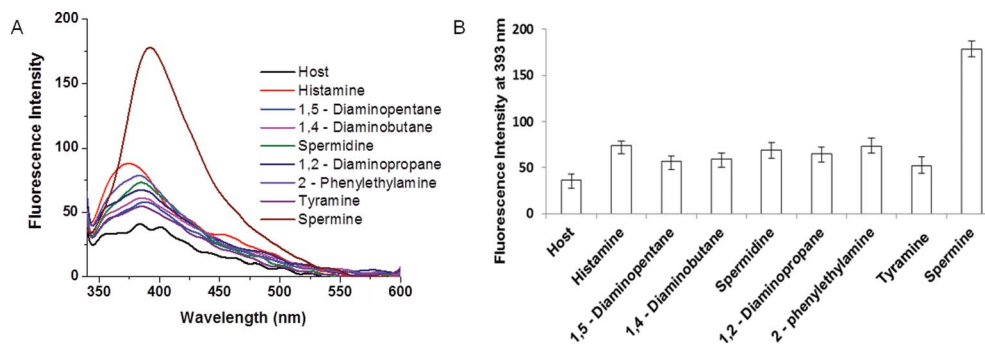 A
200
150
100
50
0
Fluorescence Intensity
350 400 450 500 550 600
Wavelength (nm)
Host
Histamine
1,5 - Diaminopentane
1,4 - Diaminobutane
Spermidine
1,2 - Diaminopropane
2 - Phenylethylamine
Tyramine
Spermine
B
200
150
100
50
0
Fluorescence Intensity at 393 nm
Host
Histamine
1,5 - Diaminopentane
1,4 - Diaminobutane
Spermidine
1,2 - Diaminopropane
2 - phenylethylamine
Tyramine
Spermine